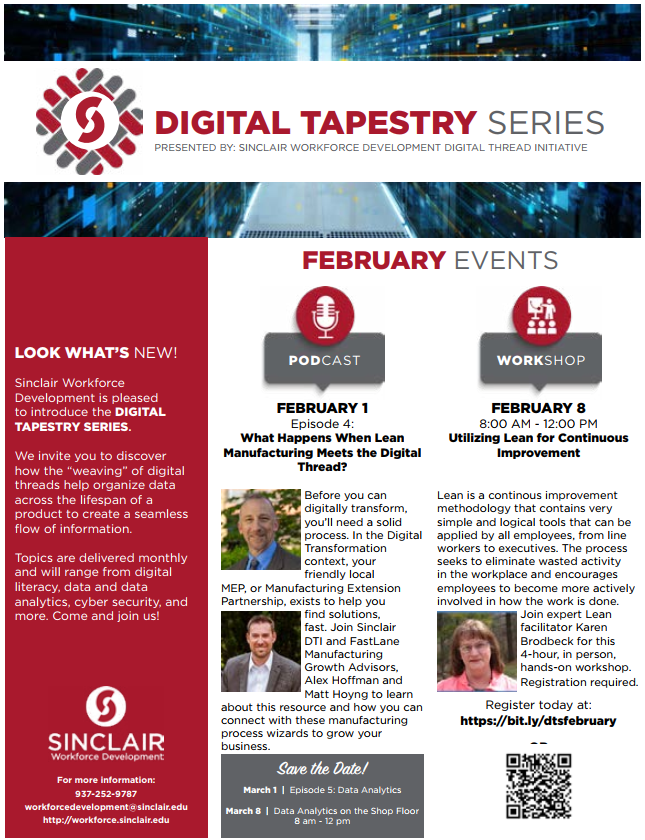 DIGITAL TAPESTRY SERIES
PRESENTED BY: SINCLAIR WORKFORCE DEVELOPMENT DIGITAL THREAD INITIATIVE
LOOK WHAT'S NEW!
Sinclair Workforce
Development is pleased
to introduce the DIGITAL
TAPESTRY SERIES.
We invite you to discover
how the “weaving” of digital
threads help organize data
across the lifespan of a
product to create a seamless
flow of information.
Topics are delivered monthly
and will range from digital
literacy, data and data
analytics, cyber security, and
more. Come and join us!
SINCLAIR
Workforce Development
For more information:
937-252-9787
workforcedevelopment@sinclair.edu
http://workforce.sinclair.edu
FEBRUARY EVENTS
PODCAST
FEBRUARY 1
Episode 4:
What Happens When Lean
Manufacturing Meets the Digital
Thread?
Before you can
digitally transform,
you'll need a solid
process. In the Digital
Transformation
context, your
friendly local
MEP, or Manufacturing Extension
Partnership, exists to help you
find solutions,
fast. Join Sinclair
DTI and FastLane
Manufacturing
Growth Advisors,
Alex Hoffman and
Matt Hoyng to learn
about this resource and how you can
connect with these manufacturing
process wizards to grow your
business.
Save the Date!
March 1 | Episode 5: Data Analytics
March 8 | Data Analytics on the Shop Floor
8 am - 12 pm
WORKSHOP
FEBRUARY 8
8:00 AM - 12:00 PM
Utilizing Lean for Continuous
Improvement
Lean is a continous improvement
methodology that contains very
simple and logical tools that can be
applied by all employees, from line
workers to executives. The process
seeks to eliminate wasted activity
in the workplace and encourages
employees to become more actively
involved in how the work is done.
Join expert Lean
facilitator Karen
Brodbeck for this
4-hour, in person,
hands-on workshop.
Registration required.
Register today at:
https://bit.ly/dtsfebruary